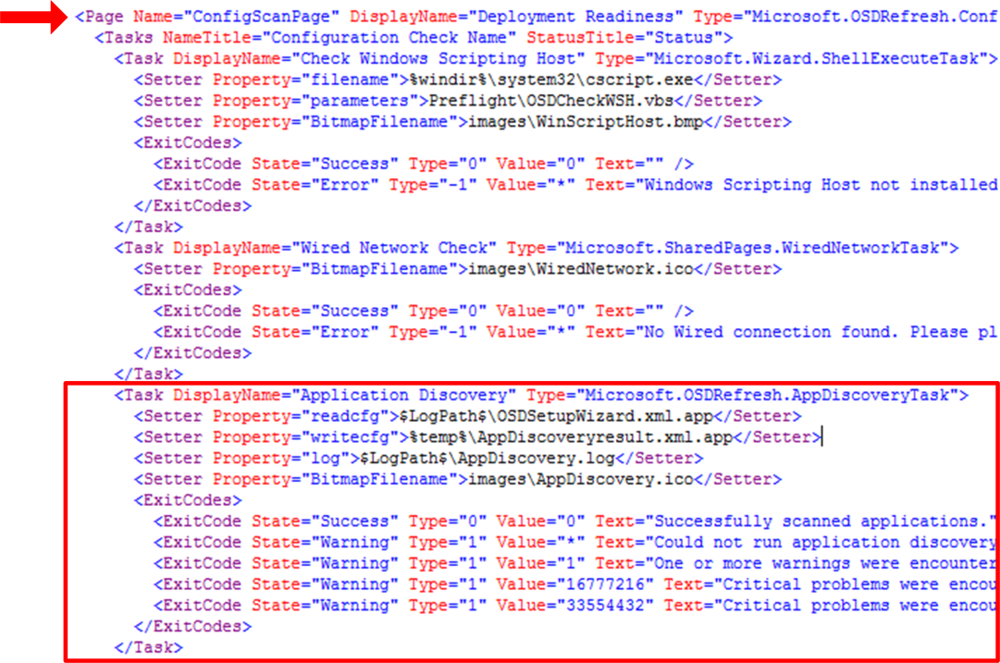 <Page Name="ConfigScanPage" DisplayName="Deployment Readiness" Type="Microsoft.OSDRefresh.Conf
<Tasks NameTitle="Configuration Check Name" StatusTitle="Status">
<Task DisplayName="Check Windows Scripting Host" Type="Microsoft.Wizard.ShellExecuteTask">
<Setter Property="filename">%windir%\system32\cscript.exe</Setter>
<Setter Property="parameters">Preflight\OSDCheckWSH.vbs</Setter>
<Setter Property="BitmapFilename">images\WinScriptHost.bmp</Setter>
<ExitCodes>
<ExitCode State="Success" Type="0" Value="0" Text="" />
<ExitCode State="Error" Type="-1" Value="*" Text="Windows Scripting Host not installed
</ExitCodes>
</Task>
<Task DisplayName="Wired Network Check" Type="Microsoft.SharedPages.WiredNetworkTask">
<Setter Property="BitmapFilename">images\WiredNetwork.ico</Setter>
<ExitCodes>
<ExitCode State="Success" Type="0" Value="0" Text="" />
<ExitCode State="Error" Type="-1" Value="*" Text="No Wired connection found. Please pl
</ExitCodes>
</Task>
<Task DisplayName="Application Discovery" Type="Microsoft.OSDRefresh.AppDiscoveryTask">
<Setter Property="readcfg">$LogPath$\OSDSetupWizard.xml.app</Setter>
<Setter Property="writecfg">%temp%\AppDiscoveryresult.xml.app</Setter>
<Setter Property="log">$LogPath$\AppDiscovery.log</Setter>
<Setter Property="BitmapFilename">images\AppDiscovery.ico</Setter>
<ExitCodes>
<ExitCode State="Success" Type="0" Value="0" Text="Successfully scanned applications."
<ExitCode State="Warning" Type="1" Value="*" Text="Could not run application discovery
<ExitCode State="Warning" Type="1" Value="1" Text="One or more warnings were encounter
<ExitCode State="Warning" Type="1" Value="16777216" Text="Critical problems were encou
<ExitCode State="Warning" Type="1" Value="33554432" Text="Critical problems were encou
</ExitCodes>
</Task>